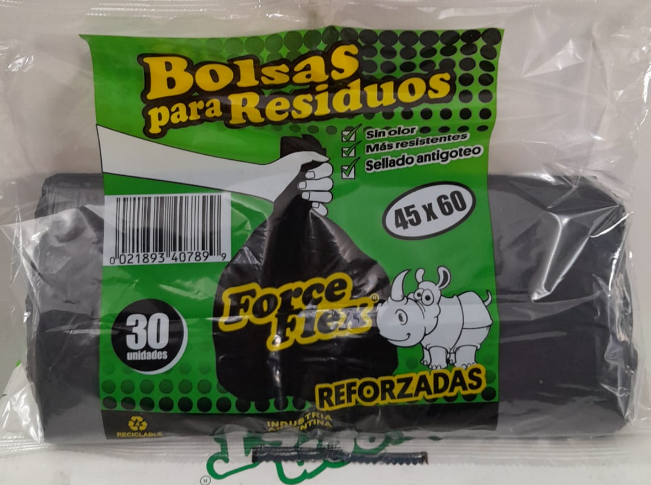 Bolsas
para Residuos
Sin olor
Más resistentes
Sellado antigoteo
45 x 60
0 021893 40789 9
Force
Flex®
30
unidades
REFORZADAS
RECICLABLE
INDUSTRIA
ARGENTINA